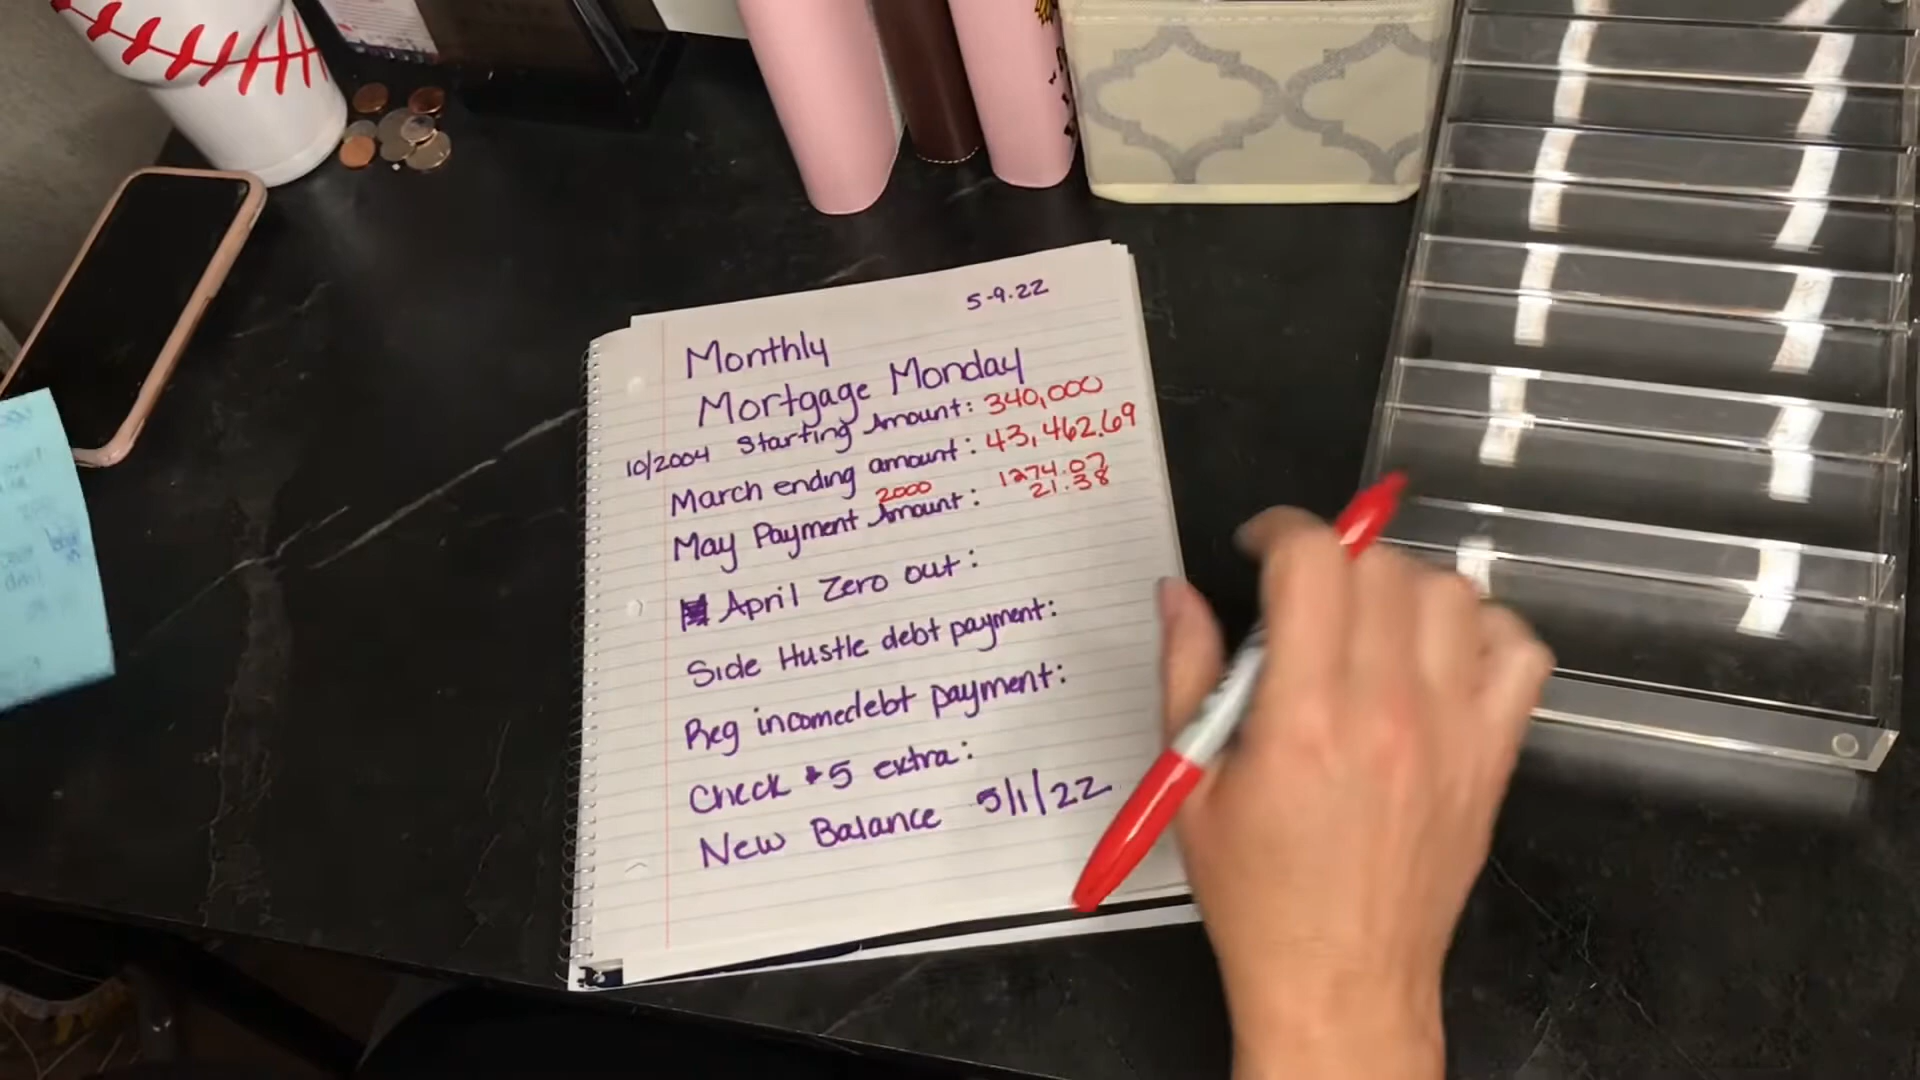 5-9-22
Monthly
Mortgage Monday
10/2004 Starting Amount: 340,000
March ending amount: 43,462.69
2000 1274.07
May Payment Amount: 21.38
April Zero out:
Side Hustle debt payment:
Reg income debt payment:
Check #5 extra:
New Balance 5/1/22